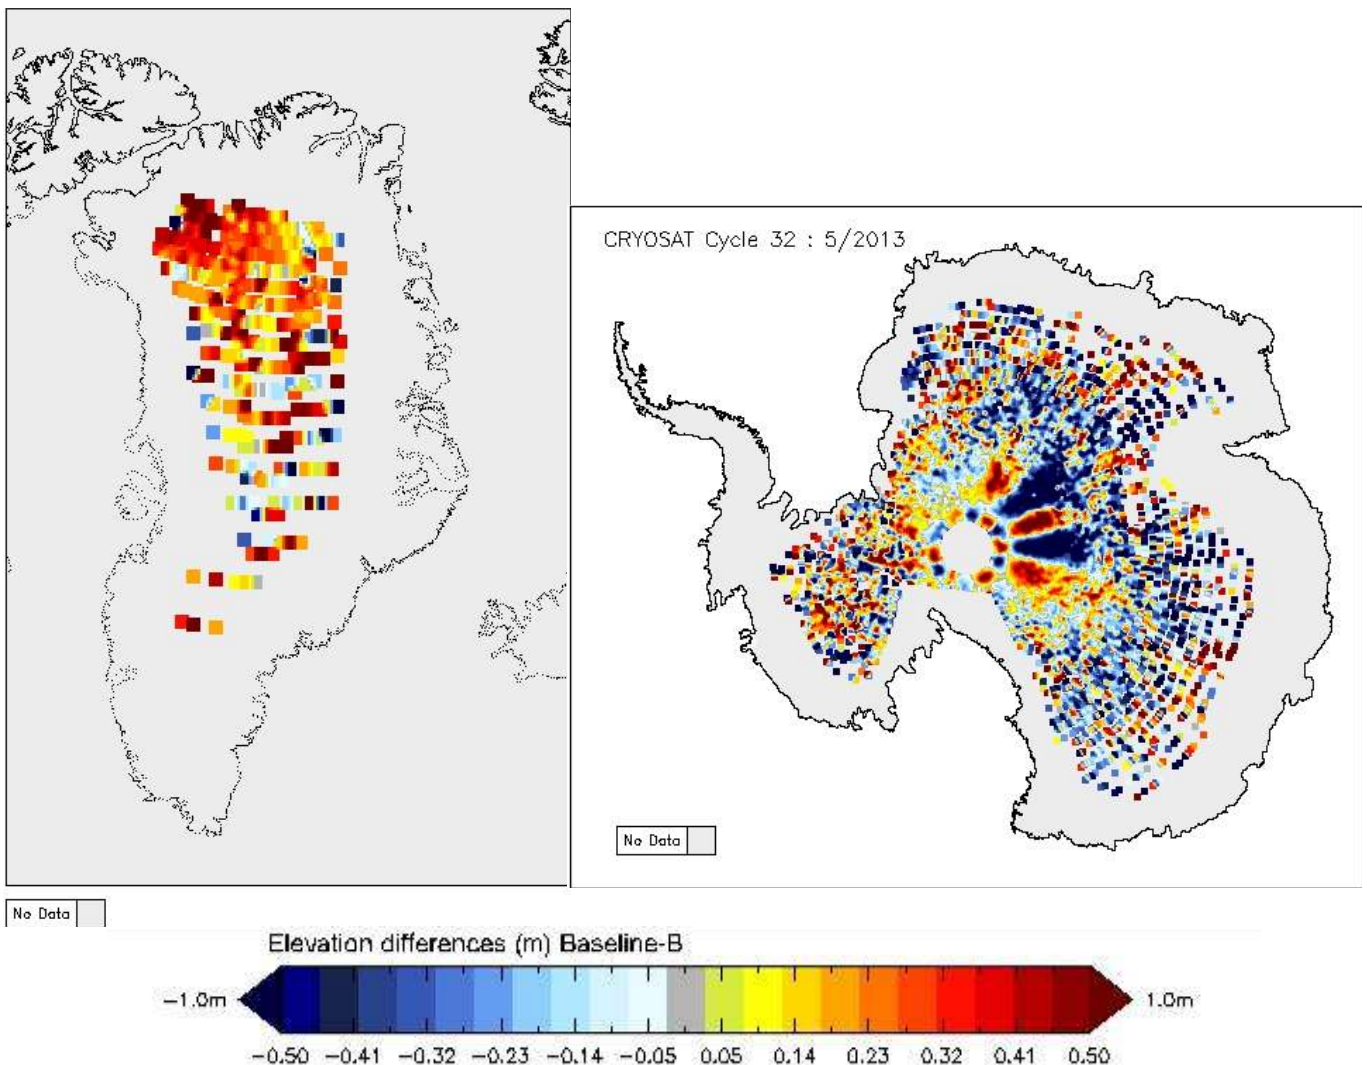 CRYOSAT Cycle 32 : 5/2013
No Data
No Data
Elevation differences (m) Baseline-B
-1.0m
1.0m
-0.50 -0.41 -0.32 -0.23 -0.14 -0.05 0.05 0.14 0.23 0.32 0.41 0.50